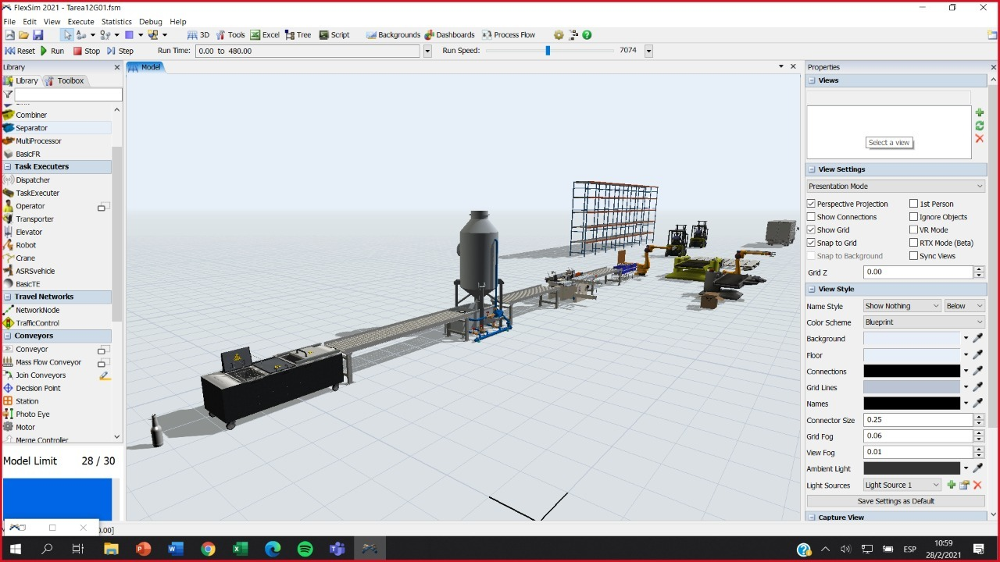 FlexSim 2021 - Tarea12G01.fsm
File Edit View Execute Statistics Debug Help
3D Tools Excel Tree Script Backgrounds Dashboards Process Flow
Reset Run Stop Step Run Time: 0.00 to 480.00 Run Speed: 7074
Library
Library Toolbox
Combiner
Separator
MultiProcessor
BasicFR
Task Executers
Dispatcher
TaskExecuter
Operator
Transporter
Elevator
Robot
Crane
ASRSvehicle
BasicTE
Travel Networks
NetworkNode
TrafficControl
Conveyors
Conveyor
Mass Flow Conveyor
Join Conveyors
Decision Point
Station
Photo Eye
Motor
Merge Controller
Model Limit 28 / 30
Model
Properties
Views
Select a view
View Settings
Presentation Mode
Perspective Projection 1st Person
Show Connections Ignore Objects
Show Grid VR Mode
Snap to Grid RTX Mode (Beta)
Snap to Background Sync Views
Grid Z 0.00
View Style
Name Style Show Nothing Below
Color Scheme Blueprint
Background
Floor
Connections
Grid Lines
Names
Connector Size 0.25
Grid Fog 0.06
View Fog 0.01
Ambient Light
Light Sources Light Source 1
Save Settings as Default
Capture View
ESP
10:59
28/2/2021